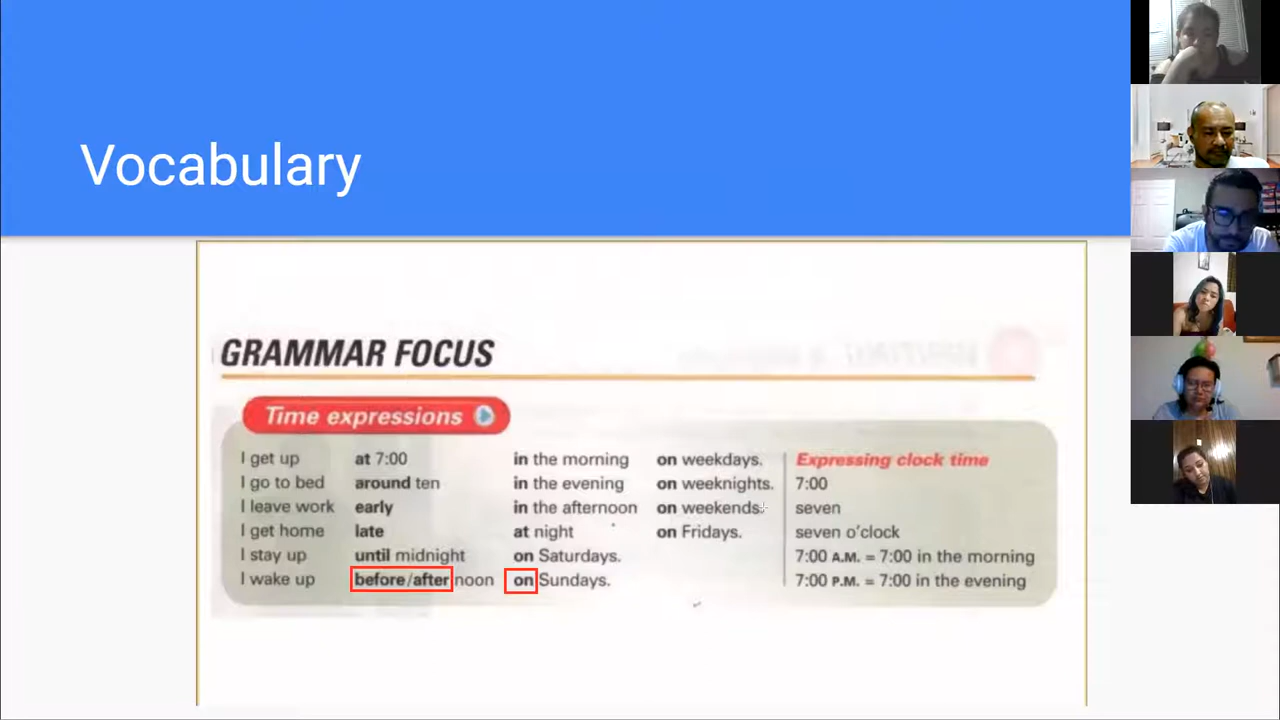 Vocabulary
GRAMMAR FOCUS
Time expressions
I get up at 7:00 in the morning on weekdays.
I go to bed around ten in the evening on weeknights.
I leave work early in the afternoon on weekends.
I get home late at night on Fridays.
I stay up until midnight on Saturdays.
I wake up before/after noon on Sundays.
Expressing clock time
7:00
seven
seven o'clock
7:00 A.M. = 7:00 in the morning
7:00 P.M. = 7:00 in the evening